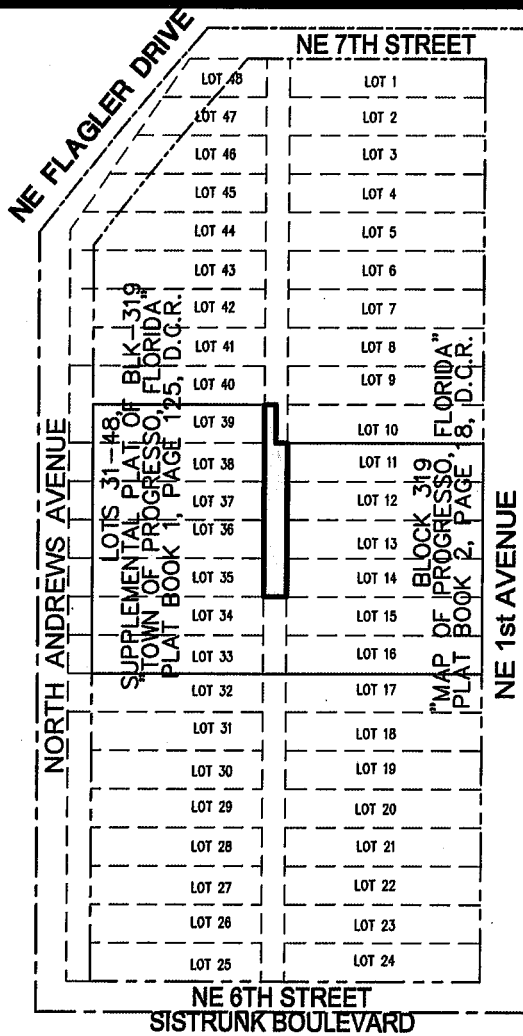 NE 7TH STREET
NE FLAGLER DRIVE
LOT 48
LOT 1
LOT 47
LOT 2
LOT 46
LOT 3
LOT 45
LOT 4
LOT 44
LOT 5
LOT 43
LOT 6
LOT 42
LOT 7
LOT 41
LOT 8
LOT 40
LOT 9
LOT 39
LOT 10
LOT 38
LOT 11
LOT 37
LOT 12
LOT 36
LOT 13
LOT 35
LOT 14
LOT 34
LOT 15
LOT 33
LOT 16
LOT 32
LOT 17
LOT 31
LOT 18
LOT 30
LOT 19
LOT 29
LOT 20
LOT 28
LOT 21
LOT 27
LOT 22
LOT 26
LOT 23
LOT 25
LOT 24
NORTH ANDREWS AVENUE
LOTS 31-48,
SUPPLEMENTAL PLAT OF BLK-319
"TOWN OF PROGRESSO, FLORIDA"
PLAT BOOK 1, PAGE 125, D.C.R.
BLOCK 319
"MAP OF PROGRESSO, FLORIDA"
PLAT BOOK 2, PAGE 18, D.C.R.
NE 1st AVENUE
NE 6TH STREET
SISTRUNK BOULEVARD